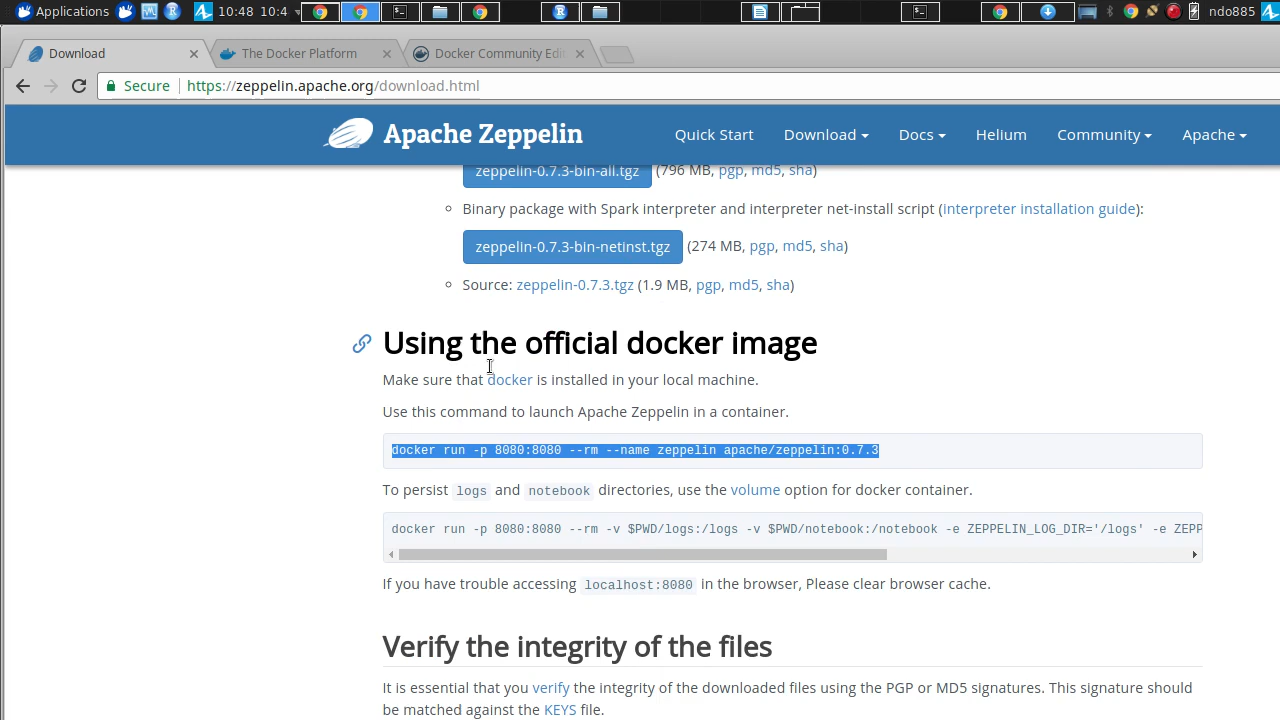 Applications 10:48 10:4 ndo885
Download The Docker Platform Docker Community Edit
Secure https://zeppelin.apache.org/download.html
Apache Zeppelin Quick Start Download Docs Helium Community Apache
zeppelin-0.7.3-bin-all.tgz (796 MB, pgp, md5, sha)
Binary package with Spark interpreter and interpreter net-install script (interpreter installation guide):
zeppelin-0.7.3-bin-netinst.tgz (274 MB, pgp, md5, sha)
Source: zeppelin-0.7.3.tgz (1.9 MB, pgp, md5, sha)
Using the official docker image
Make sure that docker is installed in your local machine.
Use this command to launch Apache Zeppelin in a container.
docker run -p 8080:8080 --rm --name zeppelin apache/zeppelin:0.7.3
To persist logs and notebook directories, use the volume option for docker container.
docker run -p 8080:8080 --rm -v $PWD/logs:/logs -v $PWD/notebook:/notebook -e ZEPPELIN_LOG_DIR='/logs' -e ZEPP
If you have trouble accessing localhost:8080 in the browser, Please clear browser cache.
Verify the integrity of the files
It is essential that you verify the integrity of the downloaded files using the PGP or MD5 signatures. This signature should
be matched against the KEYS file.